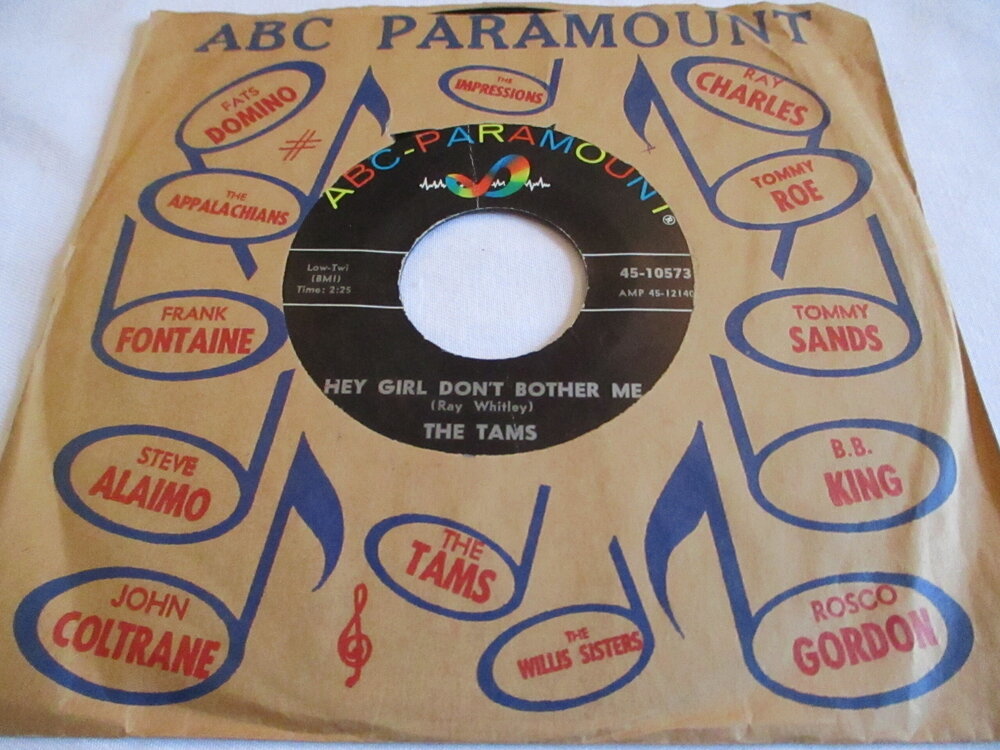 ABC PARAMOUNT
FATS
DOMINO
THE
IMPRESSIONS
RAY
CHARLES
#
ABC-PARAMOUNT
®
THE
APPALACHIANS
TOMMY
ROE
Low-Twi
(BMI)
Time: 2:25
45-10573
AMP 45-12140
FRANK
FONTAINE
TOMMY
SANDS
HEY GIRL DON'T BOTHER ME
(Ray Whitley)
THE TAMS
STEVE
ALAIMO
B.B.
KING
THE
TAMS
JOHN
COLTRANE
THE
WILLIS SISTERS
ROSCO
GORDON